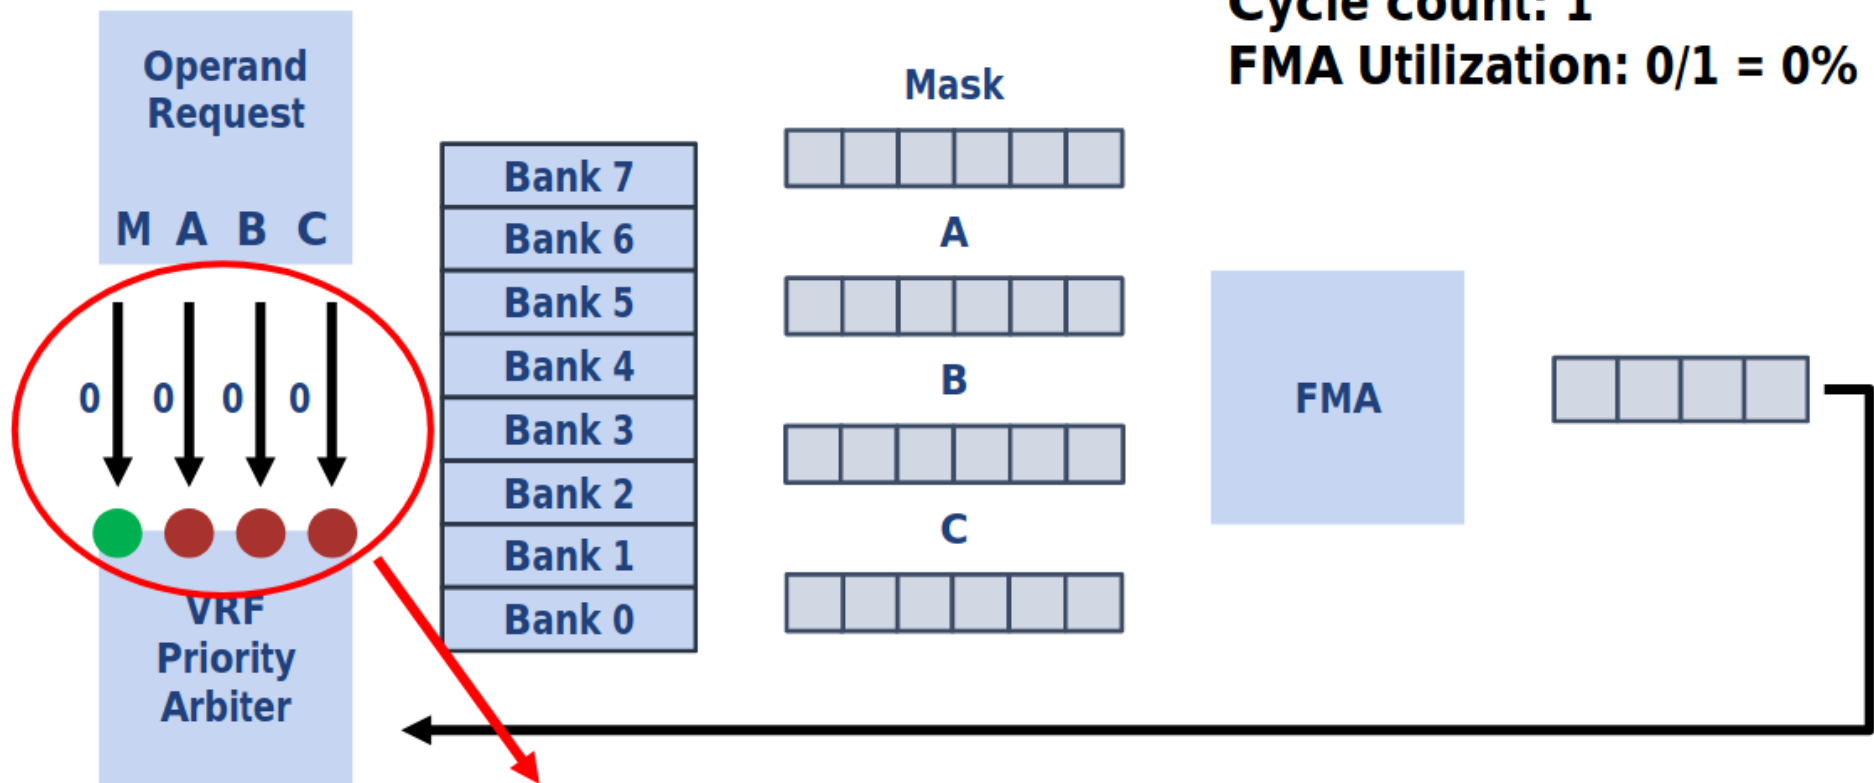 Cycle count: 1
FMA Utilization: 0/1 = 0%
Operand
Request
M A B C
0 0 0 0
VRF
Priority
Arbiter
Bank 7
Bank 6
Bank 5
Bank 4
Bank 3
Bank 2
Bank 1
Bank 0
Mask
A
B
C
FMA